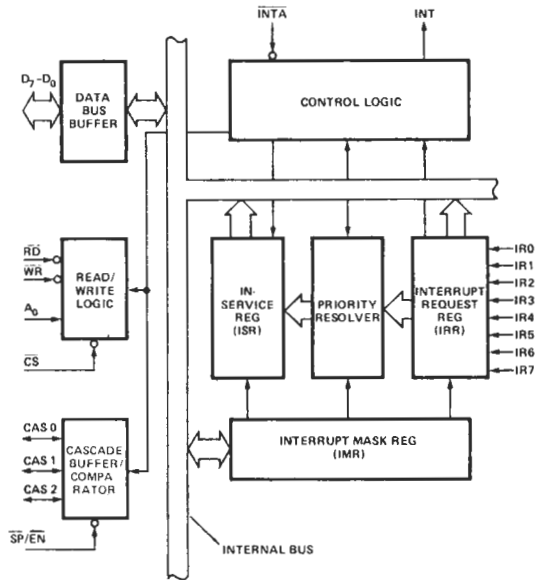 INTA
INT
D7-D0
DATA
BUS
BUFFER
CONTROL LOGIC
RD
WR
A0
READ/
WRITE
LOGIC
CS
IN-
SERVICE
REG
(ISR)
PRIORITY
RESOLVER
INTERRUPT
REQUEST
REG
(IRR)
IR0
IR1
IR2
IR3
IR4
IR5
IR6
IR7
CAS 0
CAS 1
CAS 2
CASCADE
BUFFER/
COMPA
RATOR
SP/EN
INTERRUPT MASK REG
(IMR)
INTERNAL BUS